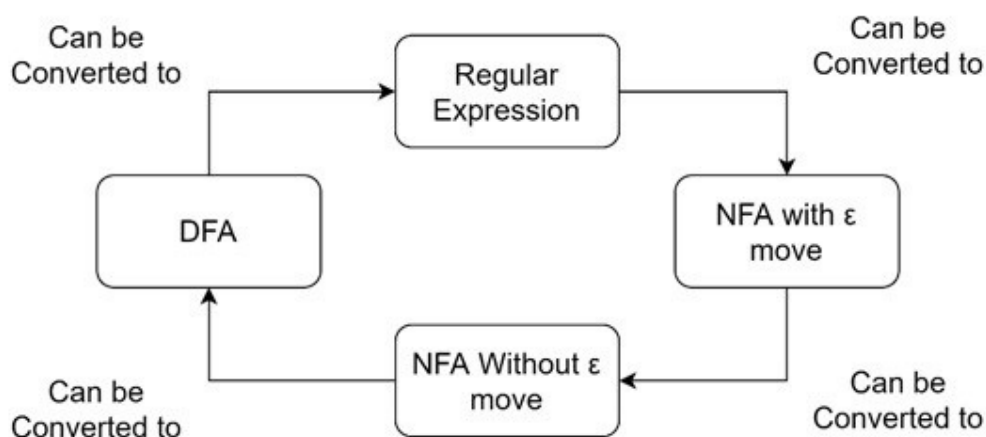 Can be
Converted to
Regular
Expression
Can be
Converted to
DFA
NFA with ε
move
Can be
Converted to
NFA Without ε
move
Can be
Converted to